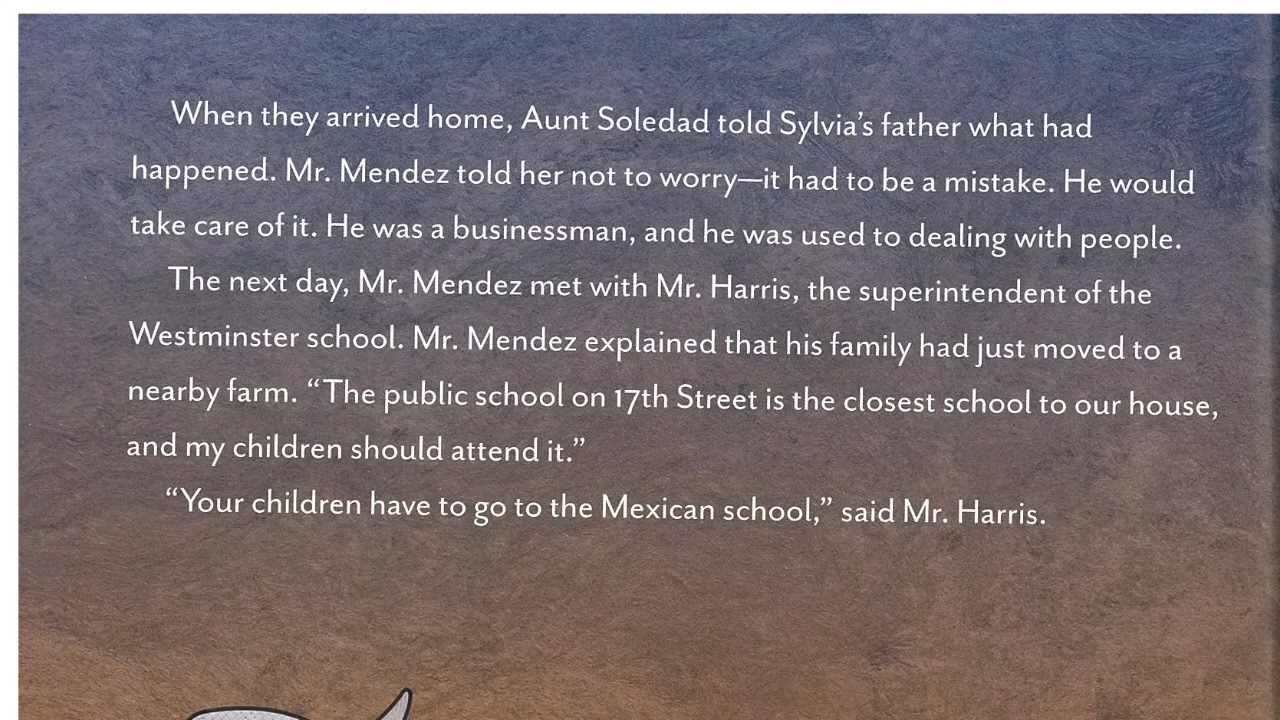 When they arrived home, Aunt Soledad told Sylvia’s father what had
happened. Mr. Mendez told her not to worry—it had to be a mistake. He would
take care of it. He was a businessman, and he was used to dealing with people.
The next day, Mr. Mendez met with Mr. Harris, the superintendent of the
Westminster school. Mr. Mendez explained that his family had just moved to a
nearby farm. “The public school on 17th Street is the closest school to our house,
and my children should attend it.”
“Your children have to go to the Mexican school,” said Mr. Harris.